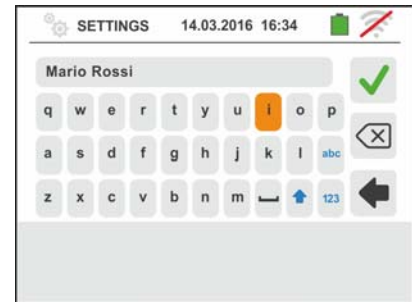 SETTINGS 14.03.2016 16:34
Mario Rossi
q w e r t y u i o p
a s d f g h j k l abc
z x c v b n m 123